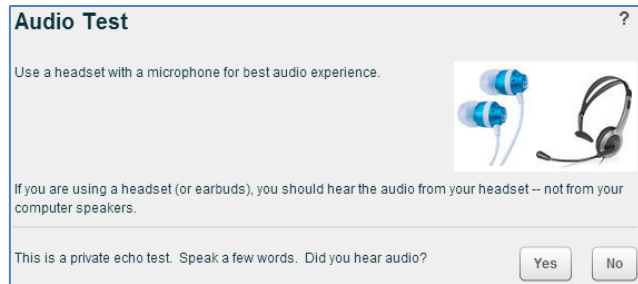 Audio Test ?
Use a headset with a microphone for best audio experience.
If you are using a headset (or earbuds), you should hear the audio from your headset -- not from your
computer speakers.
This is a private echo test.  Speak a few words.  Did you hear audio? Yes No